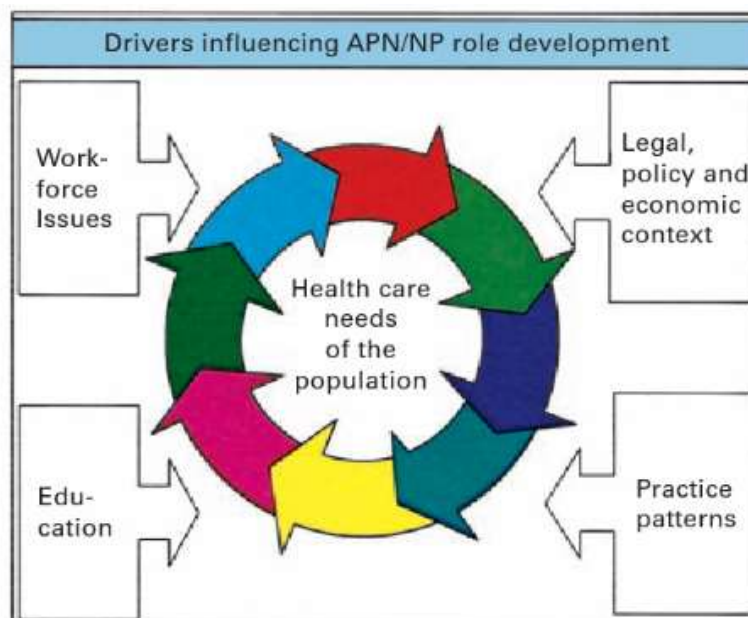 Drivers influencing APN/NP role development
Work-
force
Issues
Legal,
policy and
economic
context
Health care
needs
of the
population
Edu-
cation
Practice
patterns